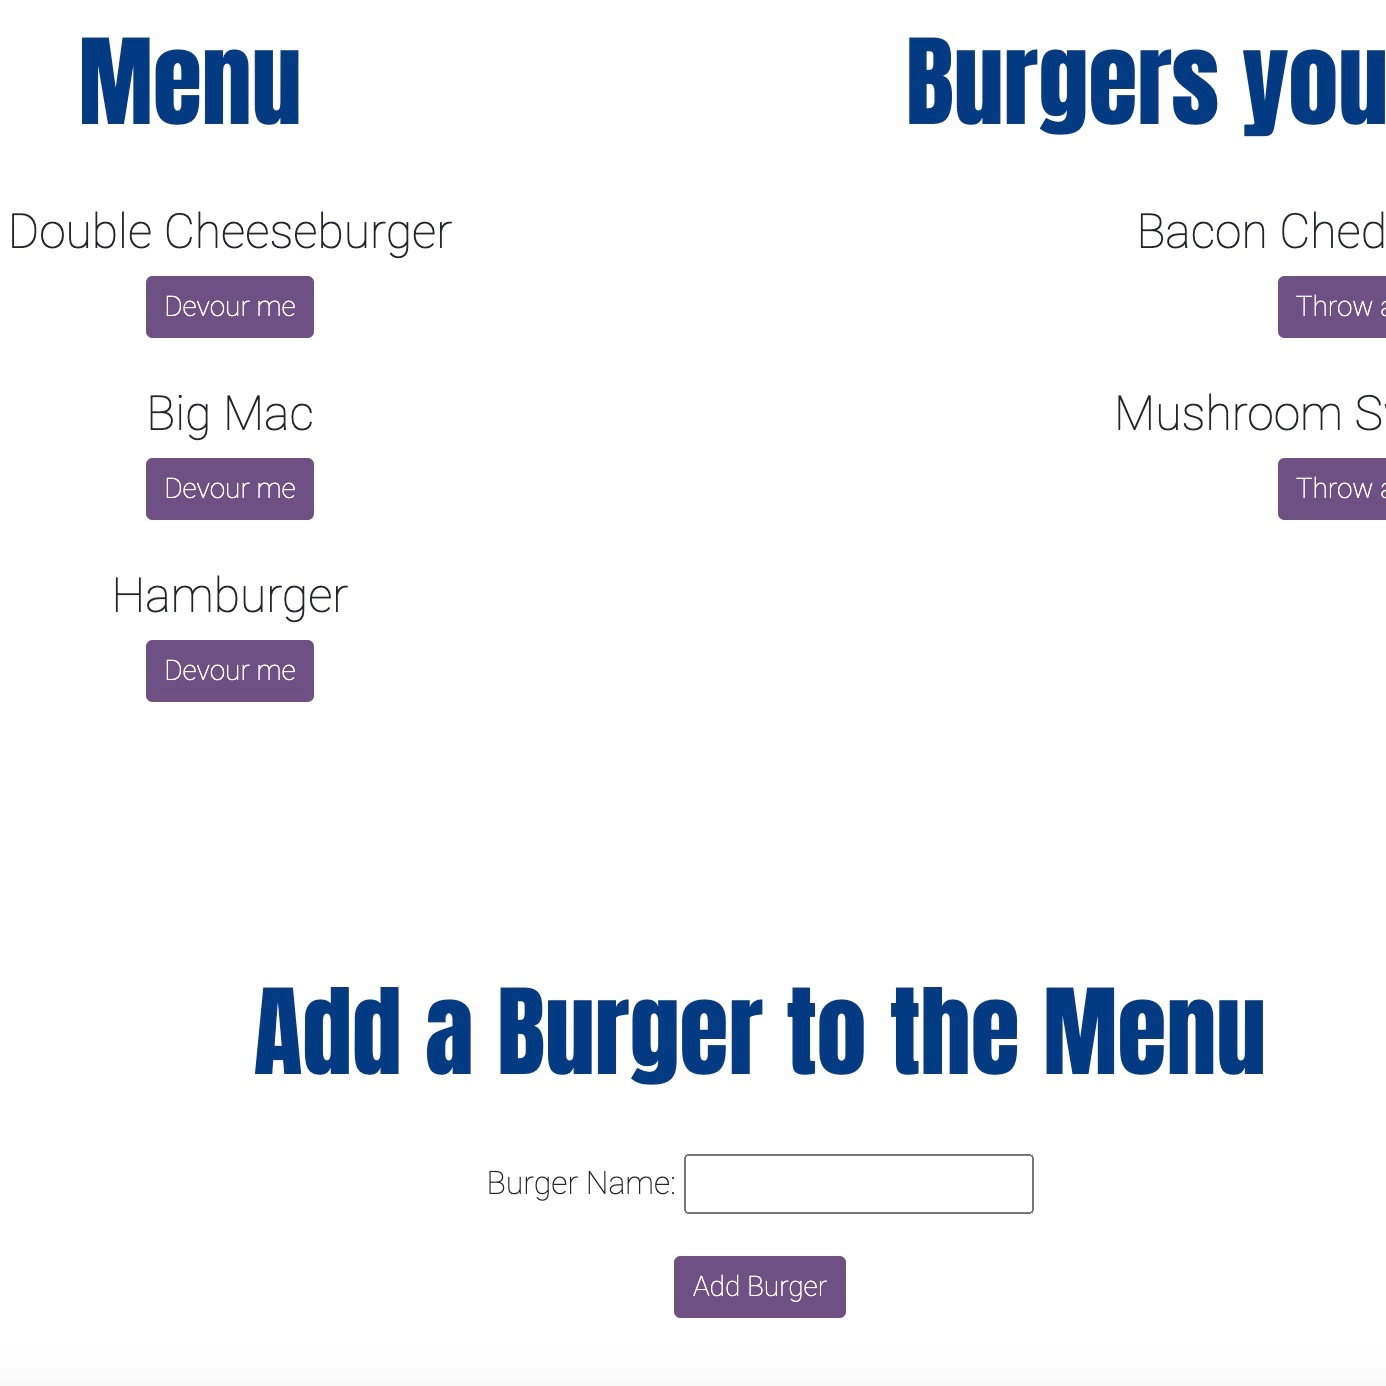 Menu
Double Cheeseburger
Devour me
Big Mac
Devour me
Hamburger
Devour me
Burgers you
Bacon
Throw
Mushroom
Throw
Add a Burger to the Menu
Burger Name:
Add Burger